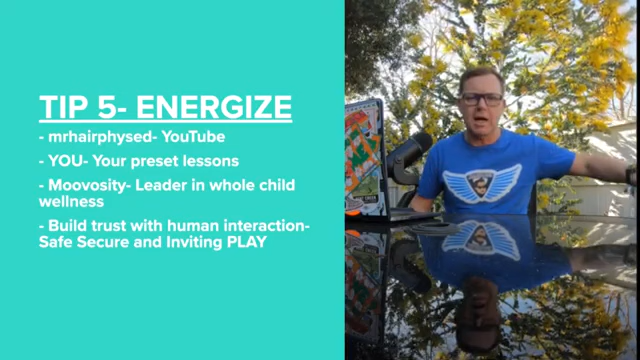 TIP 5- ENERGIZE
- mrhairphysed- YouTube
- YOU- Your preset lessons
- Moovosity- Leader in whole child
wellness
- Build trust with human interaction-
Safe Secure and Inviting PLAY